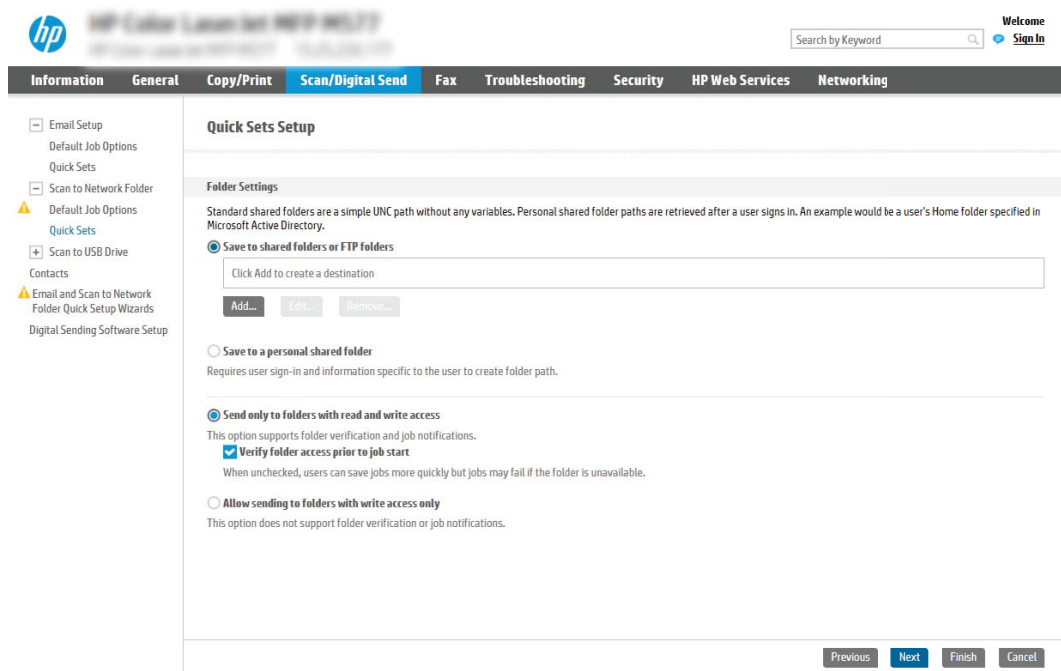 hp
Welcome
Search by Keyword
Sign In
Information General Copy/Print Scan/Digital Send Fax Troubleshooting Security HP Web Services Networking
Email Setup
Default Job Options
Quick Sets
Scan to Network Folder
Default Job Options
Quick Sets
Scan to USB Drive
Contacts
Email and Scan to Network
Folder Quick Setup Wizards
Digital Sending Software Setup
Quick Sets Setup
Folder Settings
Standard shared folders are a simple UNC path without any variables. Personal shared folder paths are retrieved after a user signs in. An example would be a user's Home folder specified in
Microsoft Active Directory.
Save to shared folders or FTP folders
Click Add to create a destination
Add... Edit... Remove...
Save to a personal shared folder
Requires user sign-in and information specific to the user to create folder path.
Send only to folders with read and write access
This option supports folder verification and job notifications.
Verify folder access prior to job start
When unchecked, users can save jobs more quickly but jobs may fail if the folder is unavailable.
Allow sending to folders with write access only
This option does not support folder verification or job notifications.
Previous Next Finish Cancel